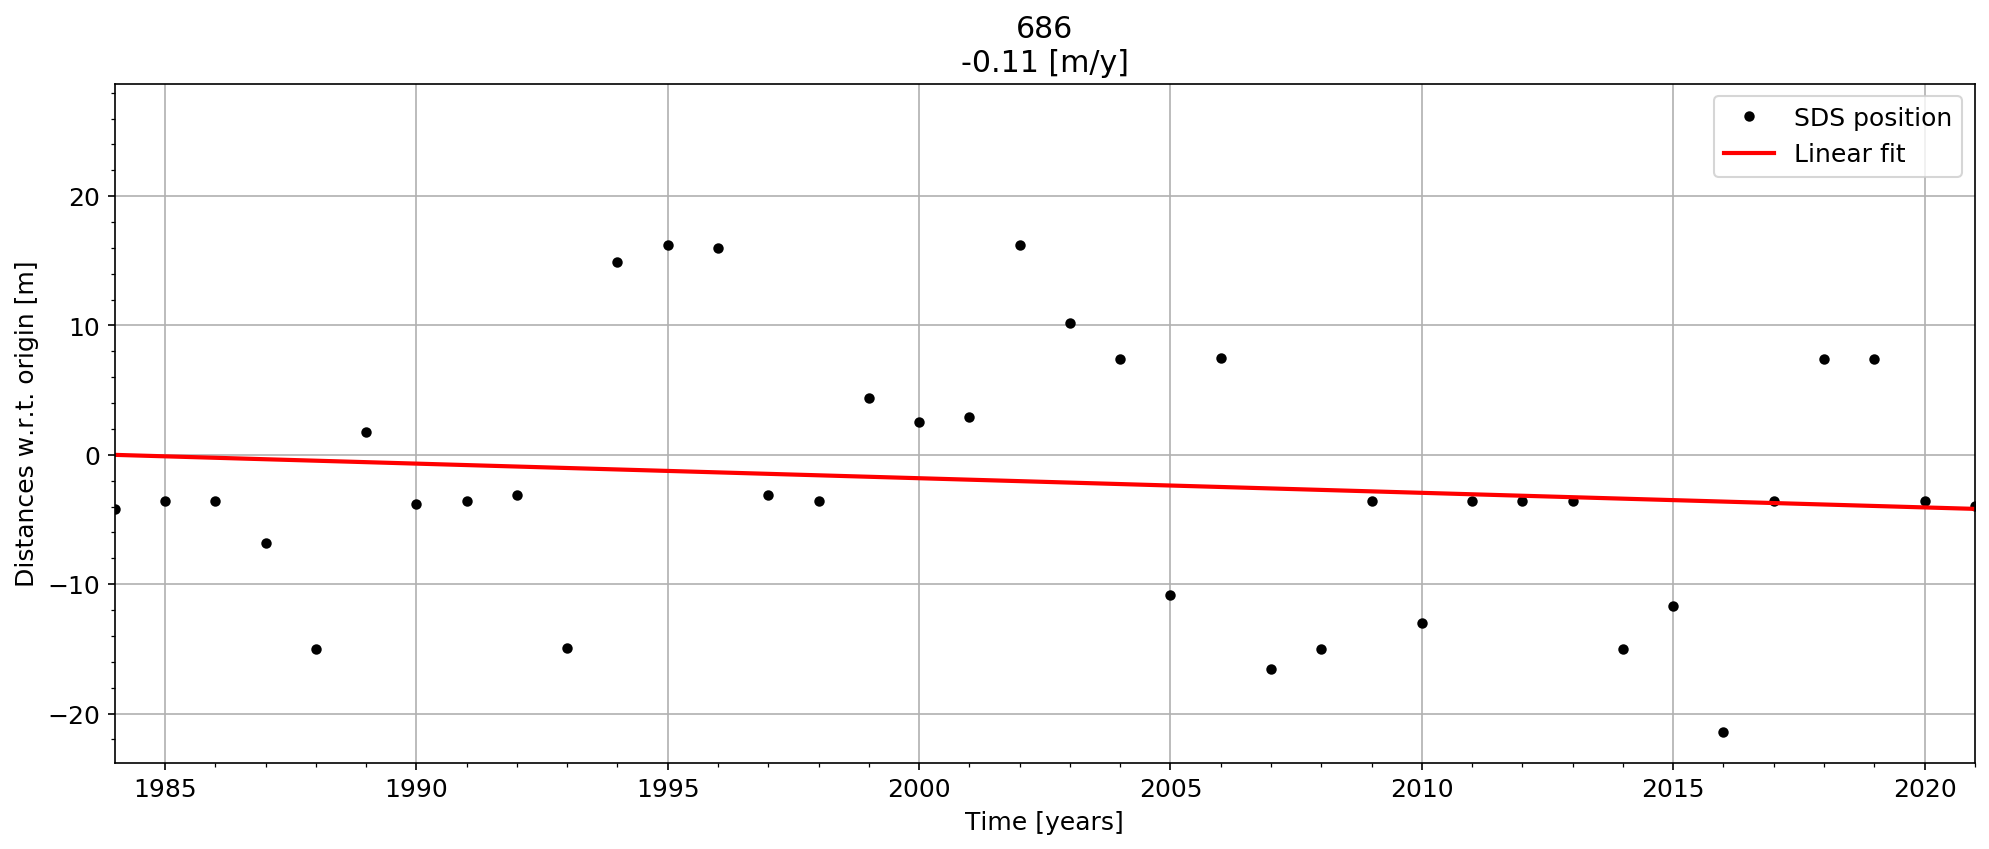 686
-0.11 [m/y]
SDS position
Linear fit
Distances w.r.t. origin [m]
20
10
0
−10
−20
1985 1990 1995 2000 2005 2010 2015 2020
Time [years]